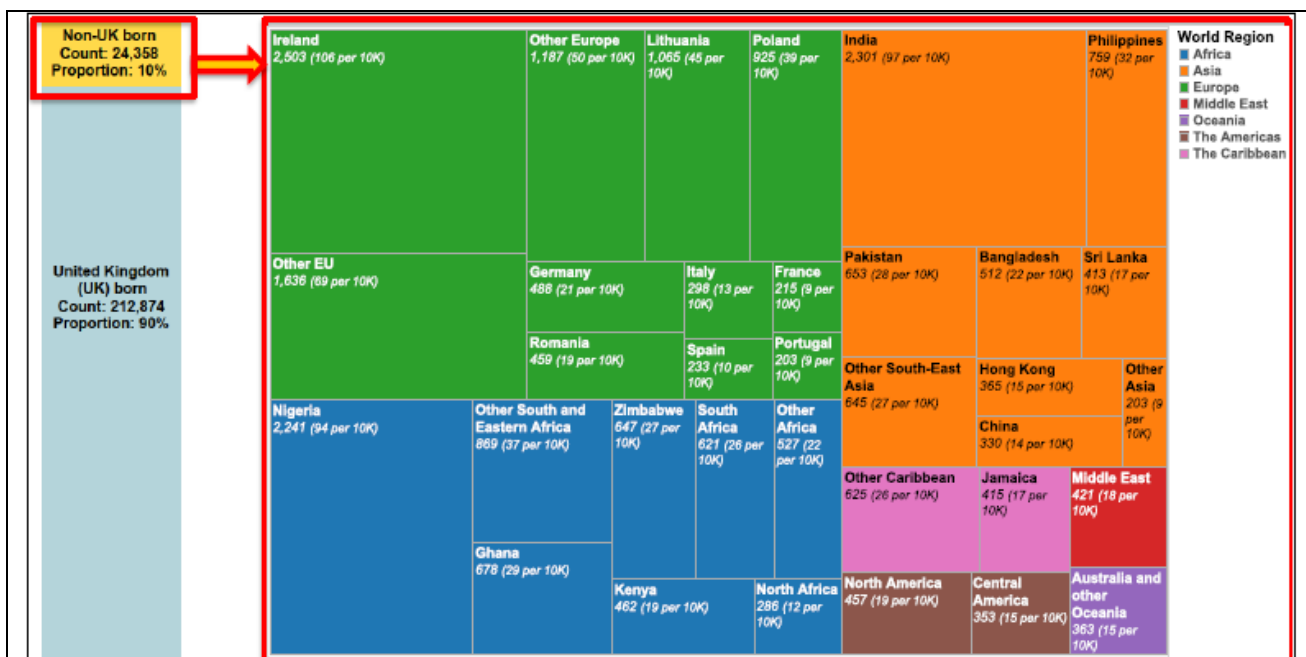 Non-UK born
Count: 24,358
Proportion: 10%
United Kingdom
(UK) born
Count: 212,874
Proportion: 90%
Ireland
2,503 (106 per 10K)
Other Europe
1,187 (50 per 10K)
Lithuania
1,065 (45 per
10K)
Poland
925 (39 per
10K)
Other EU
1,636 (69 per 10K)
Germany
488 (21 per 10K)
Italy
298 (13 per
10K)
France
215 (9 per
10K)
Romania
459 (19 per 10K)
Spain
233 (10 per
10K)
Portugal
203 (9 per
10K)
Nigeria
2,241 (94 per 10K)
Other South and
Eastern Africa
869 (37 per 10K)
Zimbabwe
647 (27 per
10K)
South
Africa
621 (26 per
10K)
Other
Africa
527 (22
per 10K)
Ghana
678 (29 per 10K)
Kenya
462 (19 per 10K)
North Africa
286 (12 per
10K)
India
2,301 (97 per 10K)
Philippines
759 (32 per
10K)
Pakistan
653 (28 per 10K)
Bangladesh
512 (22 per 10K)
Sri Lanka
413 (17 per
10K)
Other South-East
Asia
645 (27 per 10K)
Hong Kong
365 (15 per 10K)
China
330 (14 per 10K)
Other
Asia
203 (9
per
10K)
Other Caribbean
625 (26 per 10K)
Jamaica
415 (17 per
10K)
Middle East
421 (18 per
10K)
North America
457 (19 per 10K)
Central
America
353 (15 per 10K)
Australia and
other
Oceania
363 (15 per
10K)
World Region
Africa
Asia
Europe
Middle East
Oceania
The Americas
The Caribbean